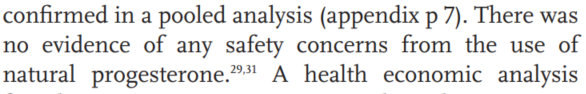 confirmed in a pooled analysis (appendix p 7). There was
no evidence of any safety concerns from the use of
natural progesterone.29,31 A health economic analysis